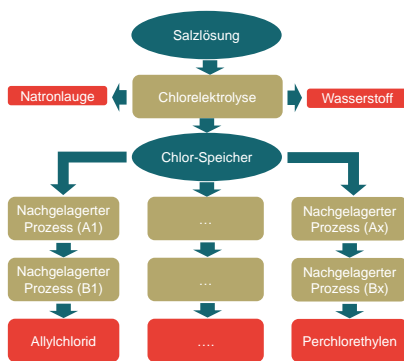 Salzlösung
Natronlauge
Chlorelektrolyse
Wasserstoff
Chlor-Speicher
Nachgelagerter
Prozess (A1)
...
Nachgelagerter
Prozess (Ax)
Nachgelagerter
Prozess (B1)
...
Nachgelagerter
Prozess (Bx)
Allylchlorid
....
Perchlorethylen